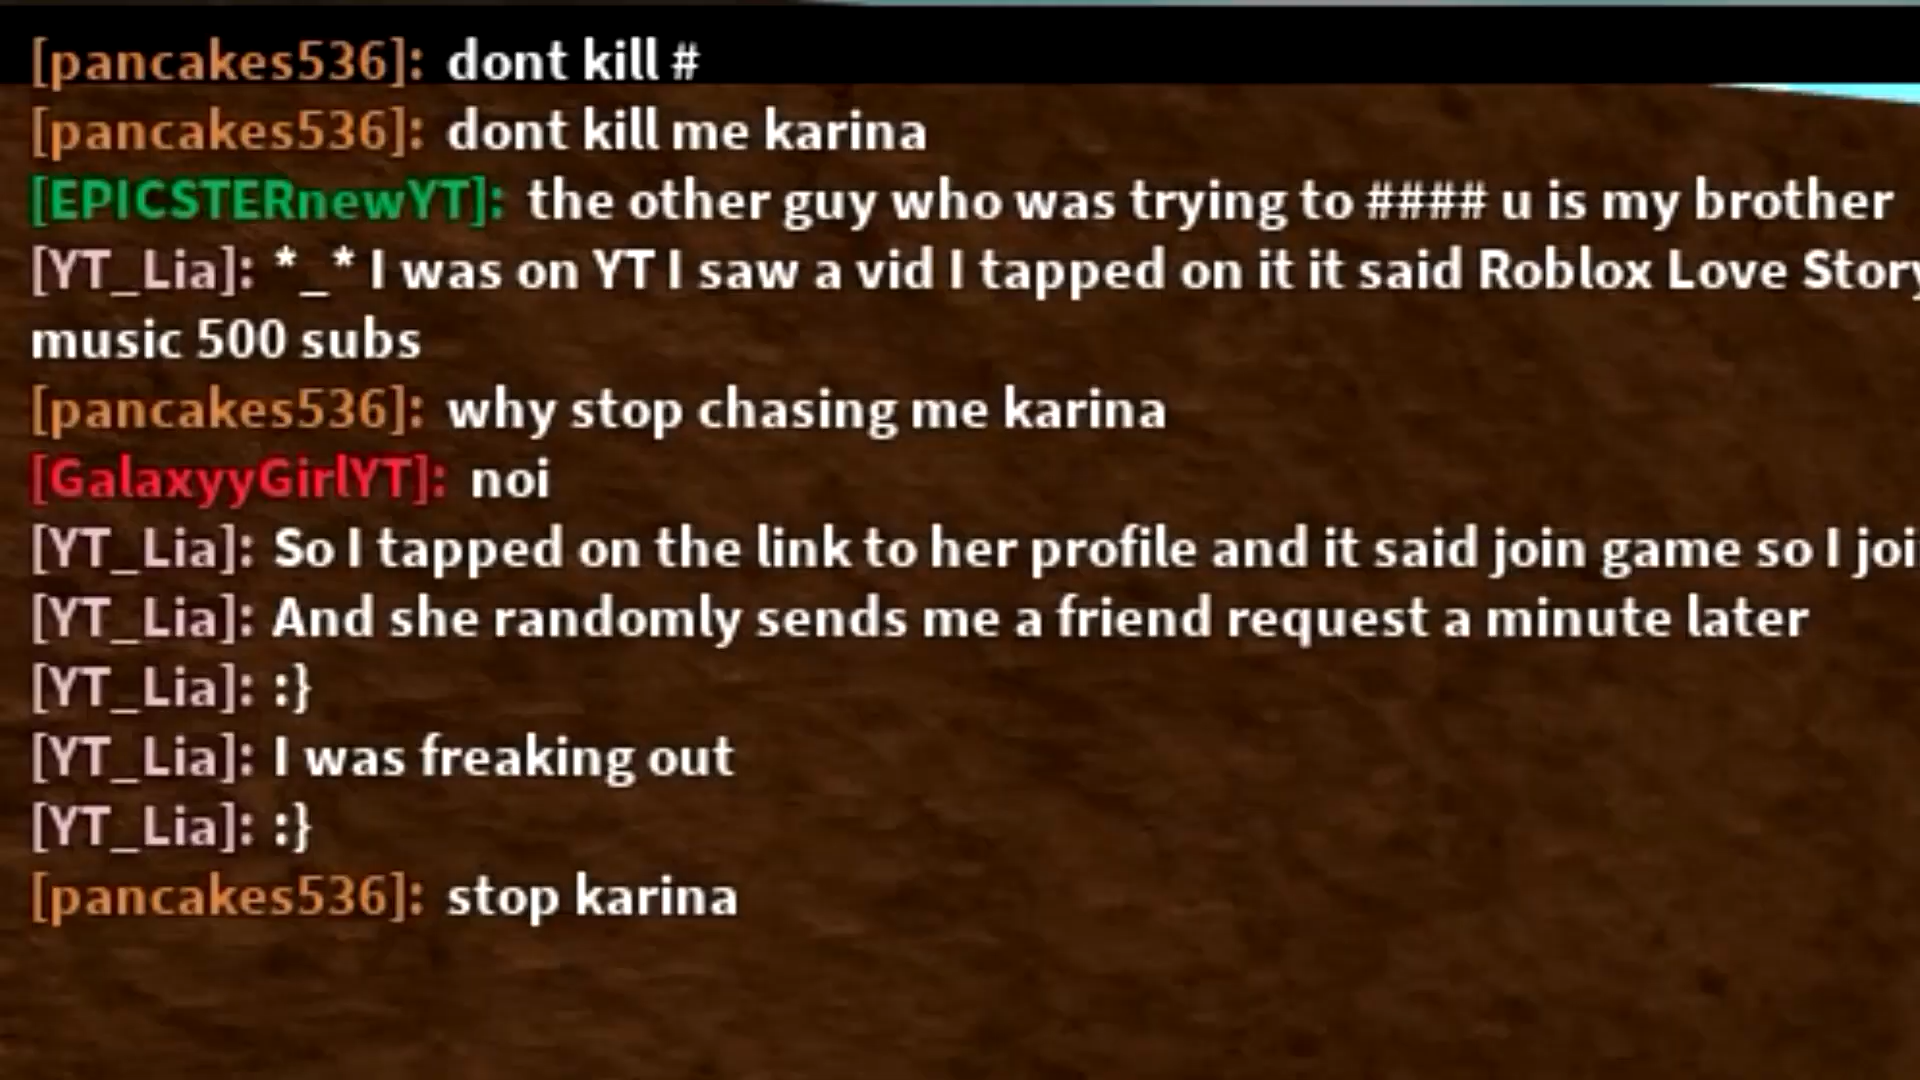 [pancakes536]: dont kill #
[pancakes536]: dont kill me karina
[EPICSTERnewYT]: the other guy who was trying to #### u is my brother
[YT_Lia]: *_* I was on YT I saw a vid I tapped on it it said Roblox Love Story
music 500 subs
[pancakes536]: why stop chasing me karina
[GalaxyyGirlYT]: noi
[YT_Lia]: So I tapped on the link to her profile and it said join game so I
[YT_Lia]: And she randomly sends me a friend request a minute later
[YT_Lia]: :}
[YT_Lia]: I was freaking out
[YT_Lia]: :}
[pancakes536]: stop karina